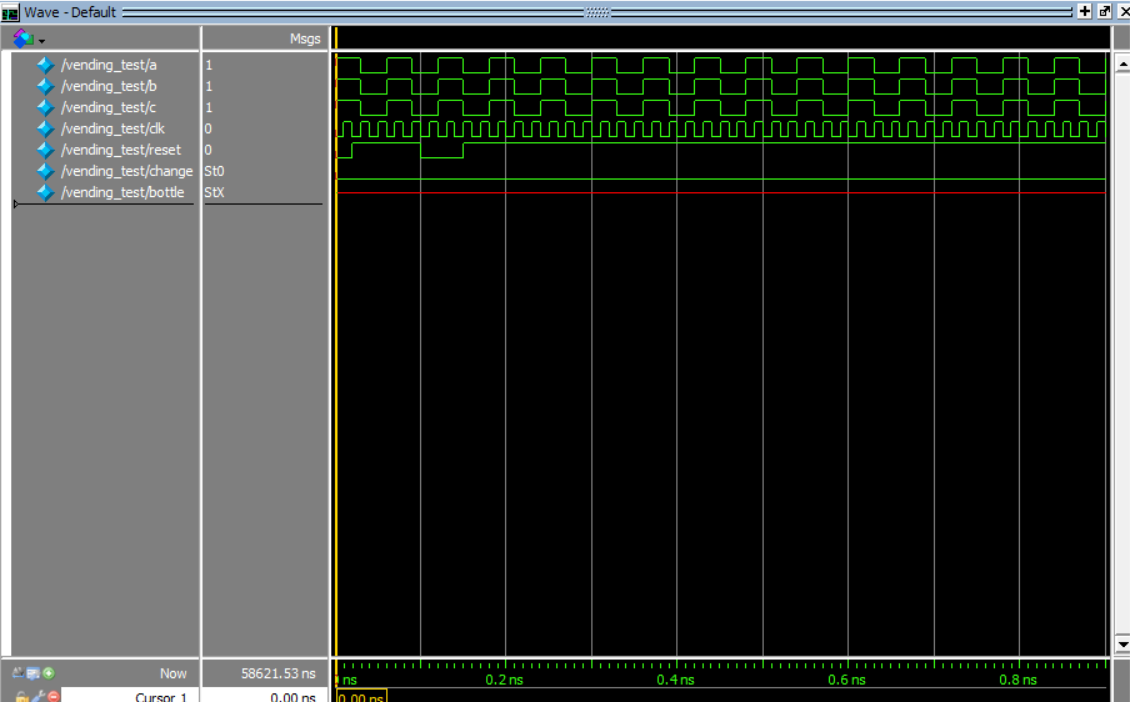 Wave - Default
Msgs
/vending_test/a 1
/vending_test/b 1
/vending_test/c 1
/vending_test/clk 0
/vending_test/reset 0
/vending_test/change St0
/vending_test/bottle StX
Now 58621.53 ns ns 0.2 ns 0.4 ns 0.6 ns 0.8 ns
Cursor 1 0.00 ns 0.00 ns